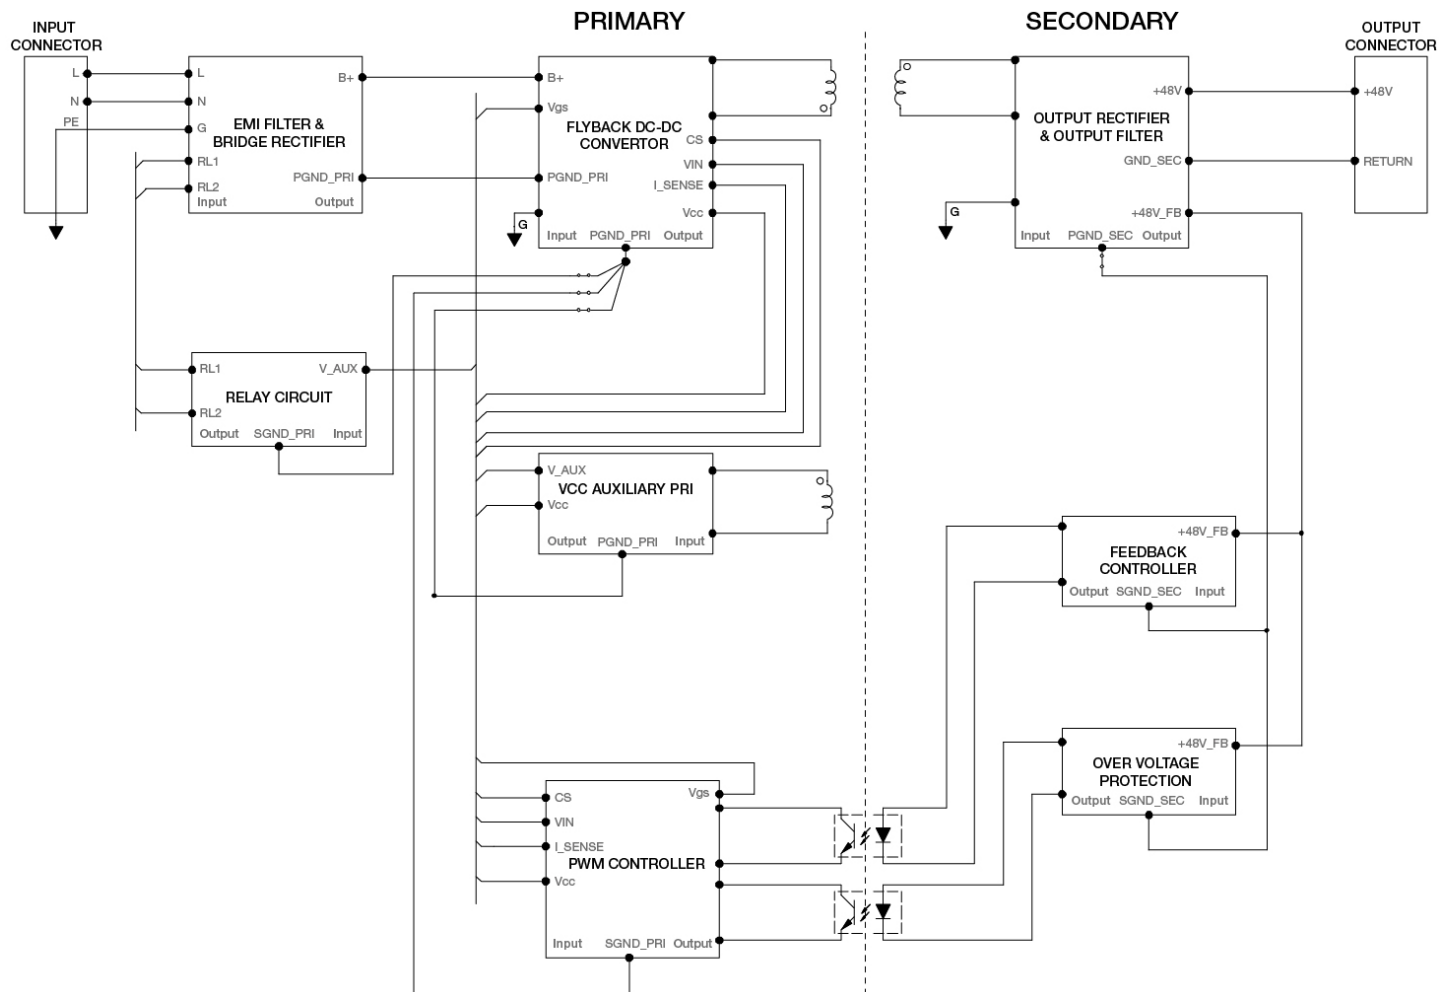 PRIMARY
SECONDARY
INPUT
CONNECTOR
L
N
PE
L
N
G
RL1
RL2
Input
B+
EMI FILTER &
BRIDGE RECTIFIER
PGND_PRI
Output
B+
Vgs
FLYBACK DC-DC
CONVERTOR
CS
VIN
I_SENSE
Vcc
PGND_PRI
G
Input
PGND_PRI
Output
+48V
OUTPUT RECTIFIER
& OUTPUT FILTER
GND_SEC
+48V_FB
G
Input
PGND_SEC
Output
OUTPUT
CONNECTOR
+48V
RETURN
RL1
V_AUX
RELAY CIRCUIT
RL2
Output
SGND_PRI
Input
V_AUX
VCC AUXILIARY PRI
Vcc
Output
PGND_PRI
Input
+48V_FB
FEEDBACK
CONTROLLER
Output
SGND_SEC
Input
+48V_FB
OVER VOLTAGE
PROTECTION
Output
SGND_SEC
Input
CS
Vgs
VIN
I_SENSE
PWM CONTROLLER
Vcc
Input
SGND_PRI
Output